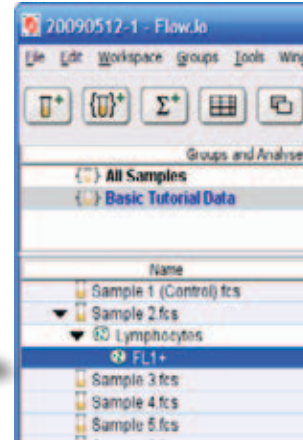 20090512-1 - FlowJo
File Edit Workspace Groups Tools Win
Groups and Analyse
{ } All Samples
{ } Basic Tutorial Data
Name
Sample 1 (Control).fcs
Sample 2.fcs
Lymphocytes
FL1+
Sample 3.fcs
Sample 4.fcs
Sample 5.fcs